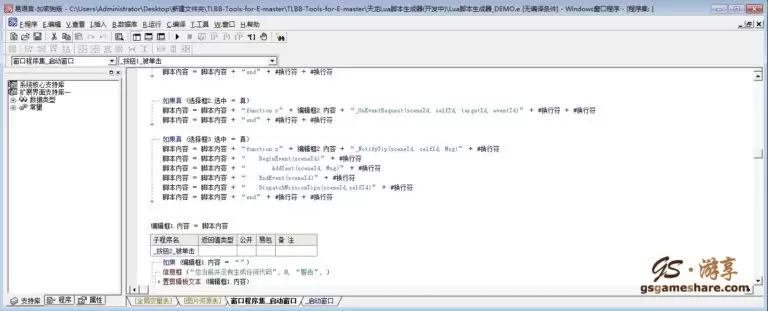 易语言-加密狗版 - C:\Users\Administrator\Desktop\新建文件夹\TLBB-Tools-for-E-master\TLBB-Tools-for-E-master\天龙Lua脚本生成器(开发中)\Lua脚本生成器_DEMO.e [无编译条件] - Windows窗口程序 - [程序集: ]
E.程序 F.编辑 V.查看 I.插入 B.数据库 B.运行 C.编译 T.工具 W.窗口 H.帮助
窗口程序集_启动窗口 _按钮1_被单击
系统核心支持库
扩展界面支持库一
数据类型
常量
脚本内容 = 脚本内容 + “end” + #换行符 + #换行符
如果真 (选择框2.选中 = 真)
脚本内容 = 脚本内容 + “function x” + 编辑框2.内容 + “_OnEventRequest(sceneId, selfId, targetId, eventId)” + #换行符 + #换行符
脚本内容 = 脚本内容 + “end” + #换行符 + #换行符
如果真 (选择框3.选中 = 真)
脚本内容 = 脚本内容 + “function x” + 编辑框2.内容 + “_NotifyTip(sceneId, selfId, Msg)” + #换行符
脚本内容 = 脚本内容 + “ BeginEvent(sceneId)” + #换行符
脚本内容 = 脚本内容 + “ AddText(sceneId, Msg)” + #换行符
脚本内容 = 脚本内容 + “ EndEvent(sceneId)” + #换行符
脚本内容 = 脚本内容 + “ DispatchMissionTips(sceneId,selfId)” + #换行符
脚本内容 = 脚本内容 + “end” + #换行符 + #换行符
编辑框1.内容 = 脚本内容
子程序名 返回值类型 公开 易包 备 注
_按钮2_被单击
如果 (编辑框1.内容 = “”)
信息框 (“您当前并没有生成任何代码”, 0, “警告”, )
置剪辑板文本 (编辑框1.内容)
支持库 程序 属性
[全局变量表] [图片资源表] 窗口程序集_启动窗口 _启动窗口
GS·游享
gsgameshare.com